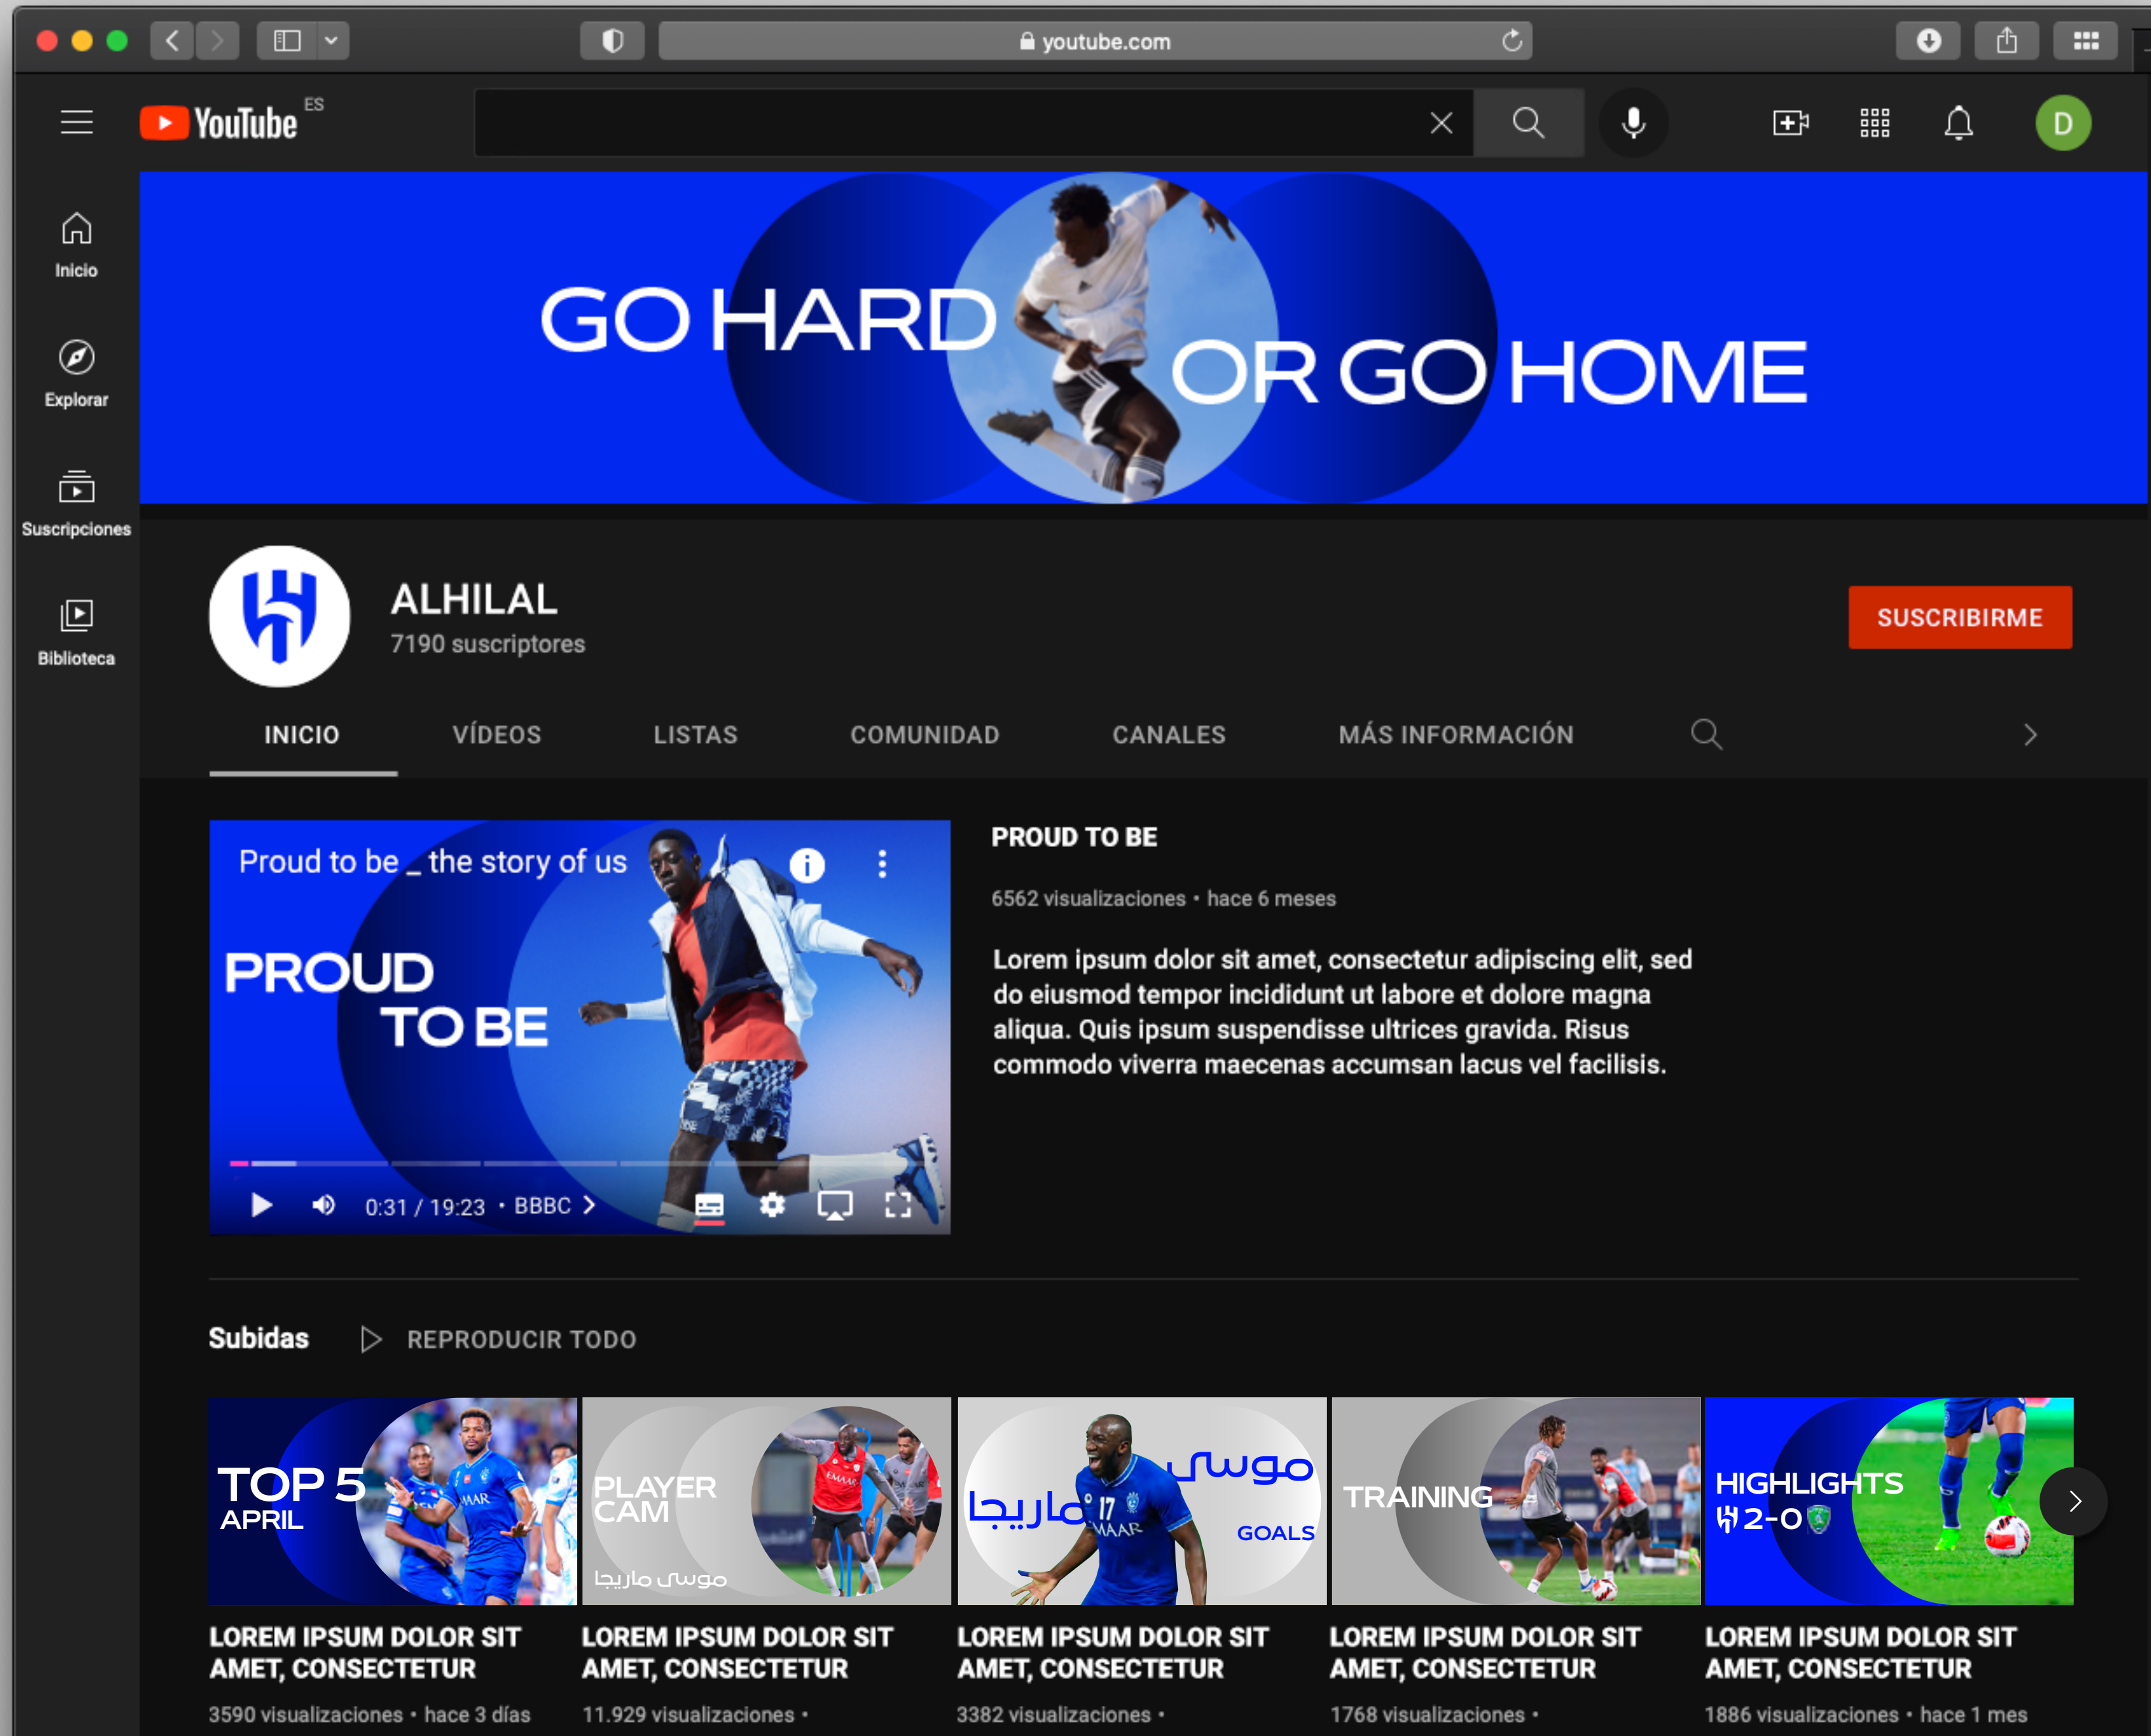 youtube.com
YouTube ES
D
Inicio
Explorar
Suscripciones
Biblioteca
GO HARD
OR GO HOME
ALHILAL
7190 suscriptores
SUSCRIBIRME
INICIO VÍDEOS LISTAS COMUNIDAD CANALES MÁS INFORMACIÓN
Proud to be _ the story of us
PROUD
TO BE
0:31 / 19:23 • BBBC
PROUD TO BE
6562 visualizaciones • hace 6 meses
Lorem ipsum dolor sit amet, consectetur adipiscing elit, sed
do eiusmod tempor incididunt ut labore et dolore magna
aliqua. Quis ipsum suspendisse ultrices gravida. Risus
commodo viverra maecenas accumsan lacus vel facilisis.
Subidas REPRODUCIR TODO
TOP 5
APRIL
PLAYER
CAM
موسى ماريجا
EMAAR
موسى
ماريجا
17
GOALS
TRAINING
HIGHLIGHTS
2-0
LOREM IPSUM DOLOR SIT
AMET, CONSECTETUR
3590 visualizaciones • hace 3 días
LOREM IPSUM DOLOR SIT
AMET, CONSECTETUR
11.929 visualizaciones •
LOREM IPSUM DOLOR SIT
AMET, CONSECTETUR
3382 visualizaciones •
LOREM IPSUM DOLOR SIT
AMET, CONSECTETUR
1768 visualizaciones •
LOREM IPSUM DOLOR SIT
AMET, CONSECTETUR
1886 visualizaciones • hace 1 mes